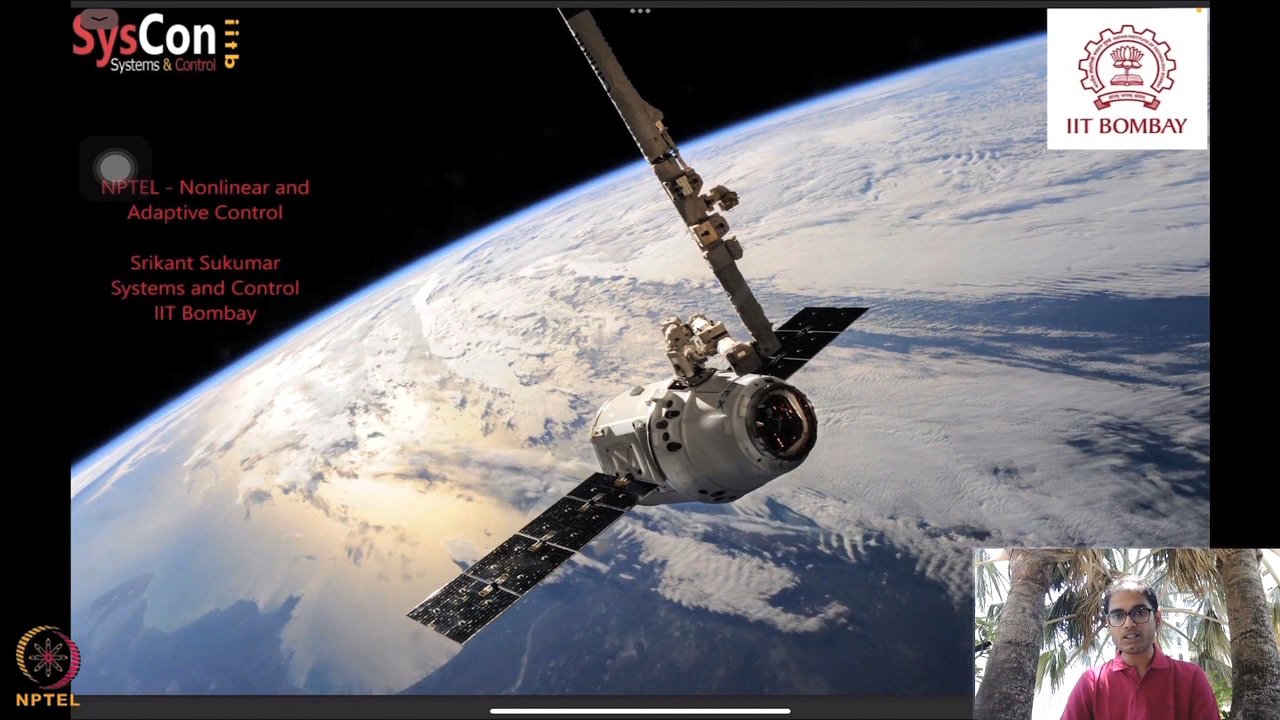 SysCon
iitb
Systems & Control
IIT BOMBAY
NPTEL - Nonlinear and
Adaptive Control
Srikant Sukumar
Systems and Control
IIT Bombay
NPTEL